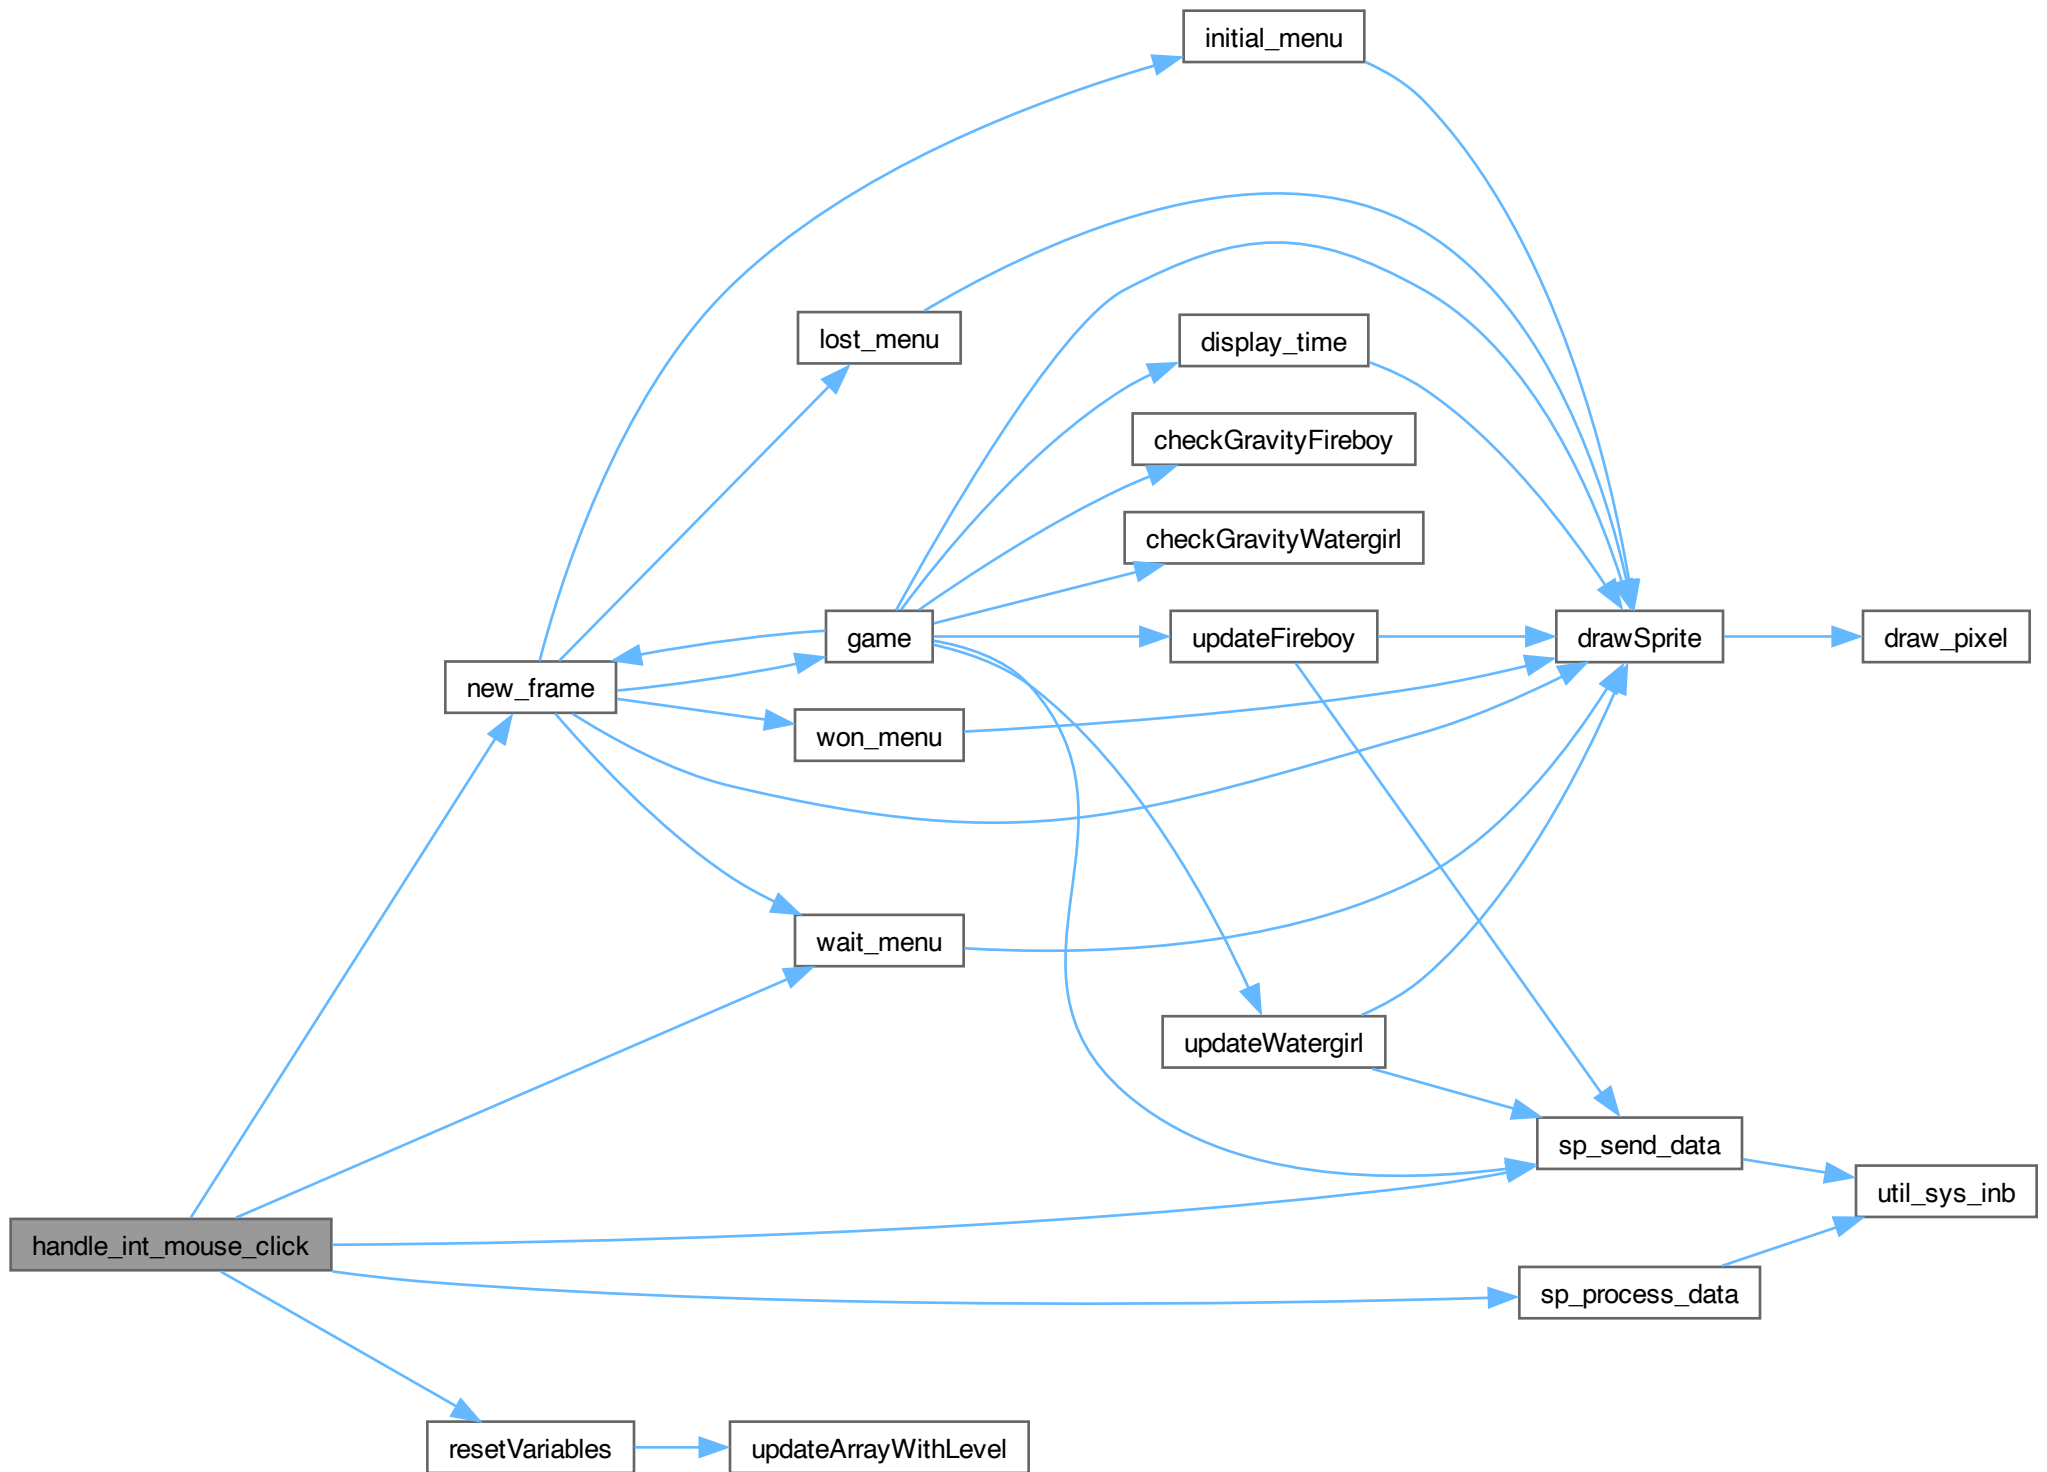 initial_menu
lost_menu
display_time
checkGravityFireboy
checkGravityWatergirl
game
updateFireboy
drawSprite
draw_pixel
new_frame
won_menu
wait_menu
updateWatergirl
sp_send_data
util_sys_inb
handle_int_mouse_click
sp_process_data
resetVariables
updateArrayWithLevel